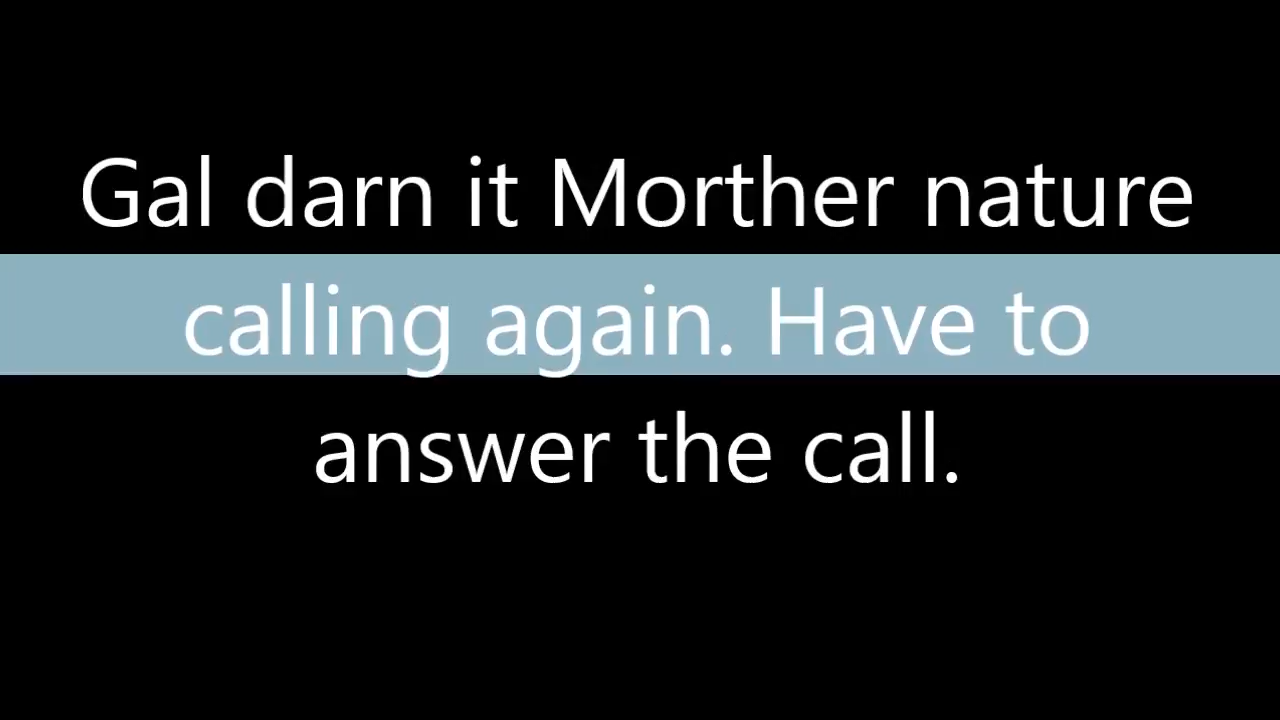 Gal darn it Morther nature
calling again. Have to
answer the call.